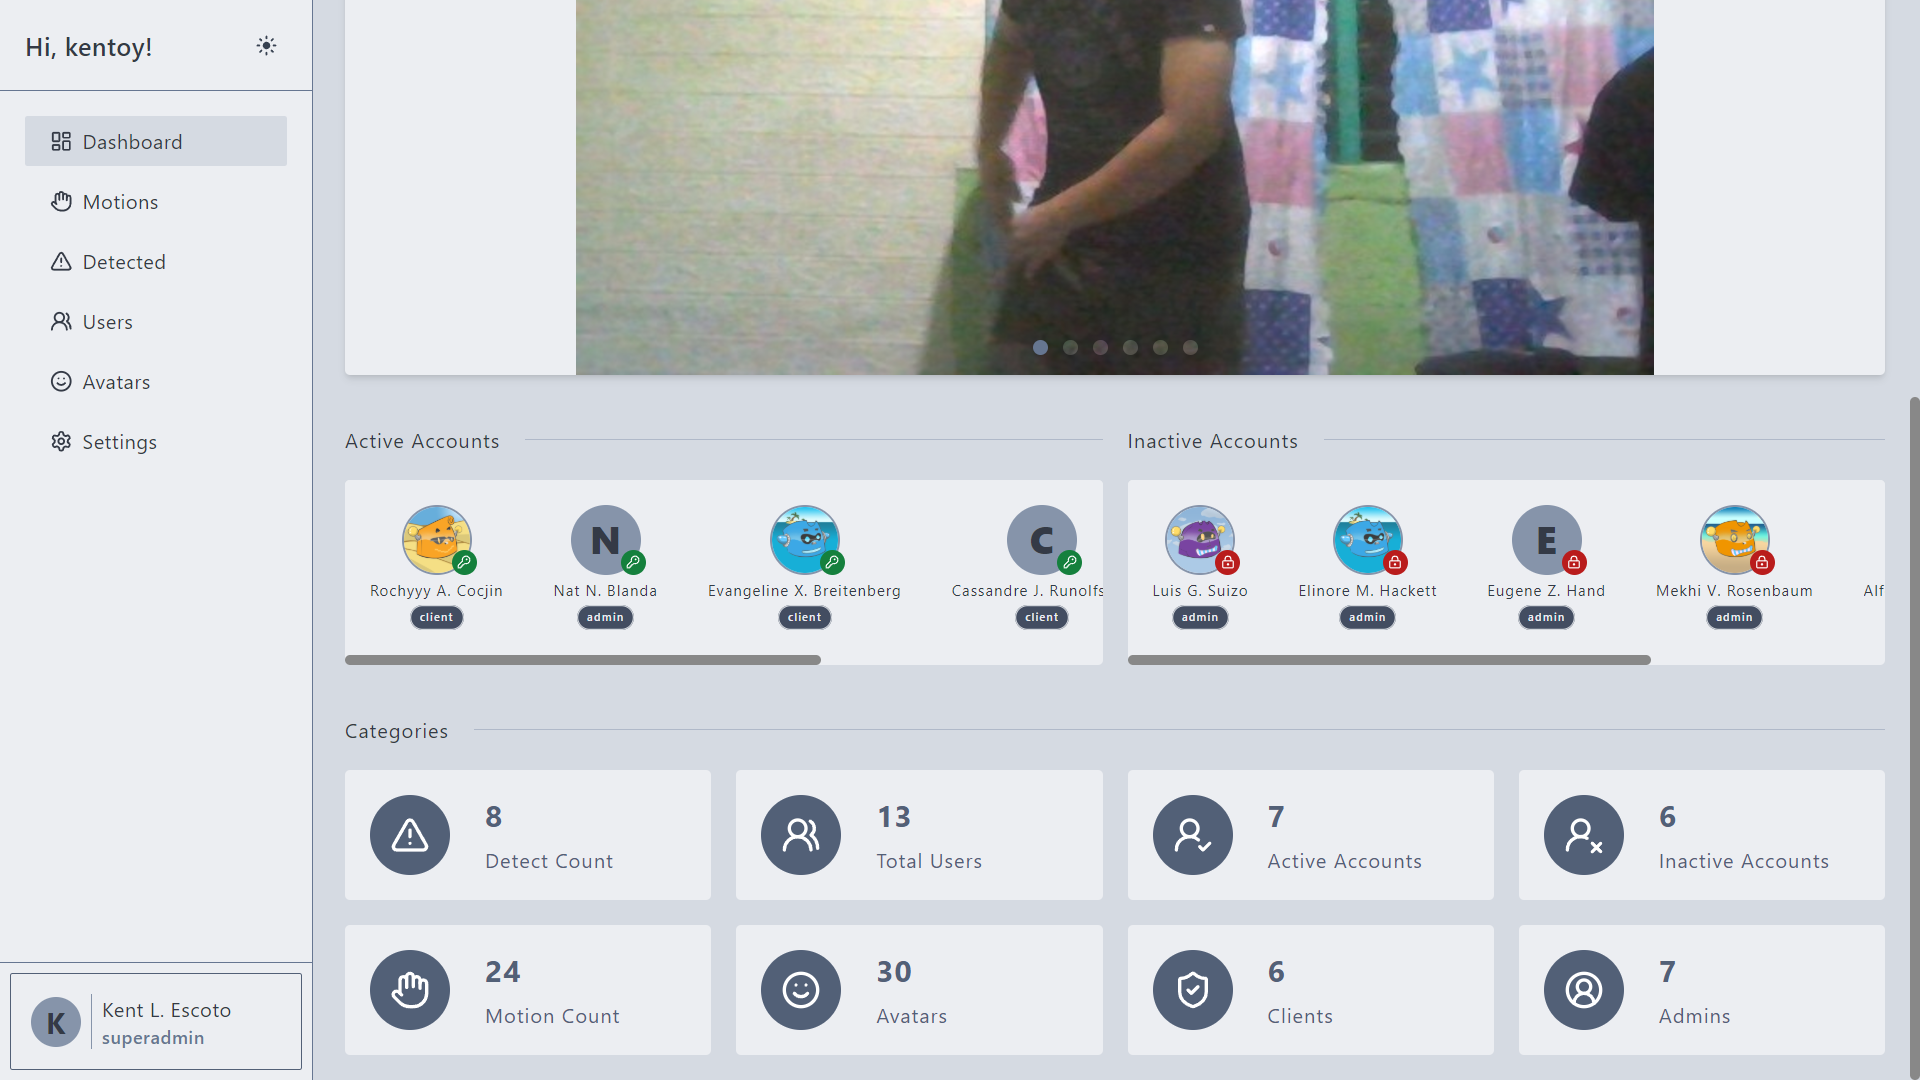 Hi, kentoy!
Dashboard
Motions
Detected
Users
Avatars
Settings
K
Kent L. Escoto
superadmin
Active Accounts
Rochyyy A. Cocjin
client
N
Nat N. Blanda
admin
Evangeline X. Breitenberg
client
C
Cassandre J. Runolfs
client
Inactive Accounts
Luis G. Suizo
admin
Elinore M. Hackett
admin
E
Eugene Z. Hand
admin
Mekhi V. Rosenbaum
admin
Alf
Categories
8
Detect Count
13
Total Users
7
Active Accounts
6
Inactive Accounts
24
Motion Count
30
Avatars
6
Clients
7
Admins